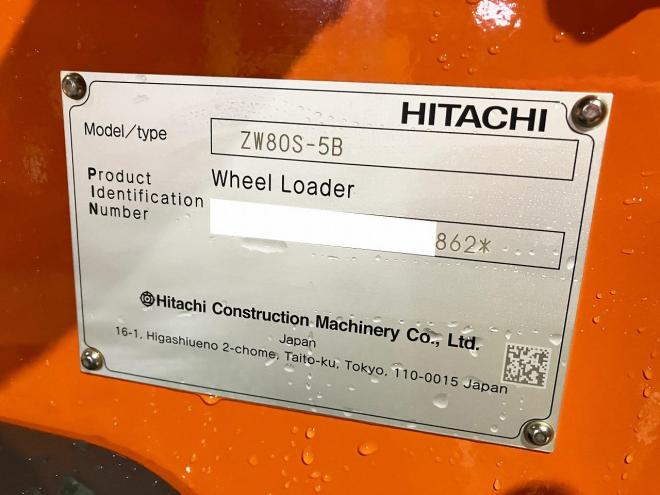 HITACHI
Model/type ZW80S-5B
Wheel Loader
Product
Identification
Number
862*
Hitachi Construction Machinery Co., Ltd.
Japan
16-1, Higashiueno 2-chome, Taito-ku, Tokyo, 110-0015 Japan